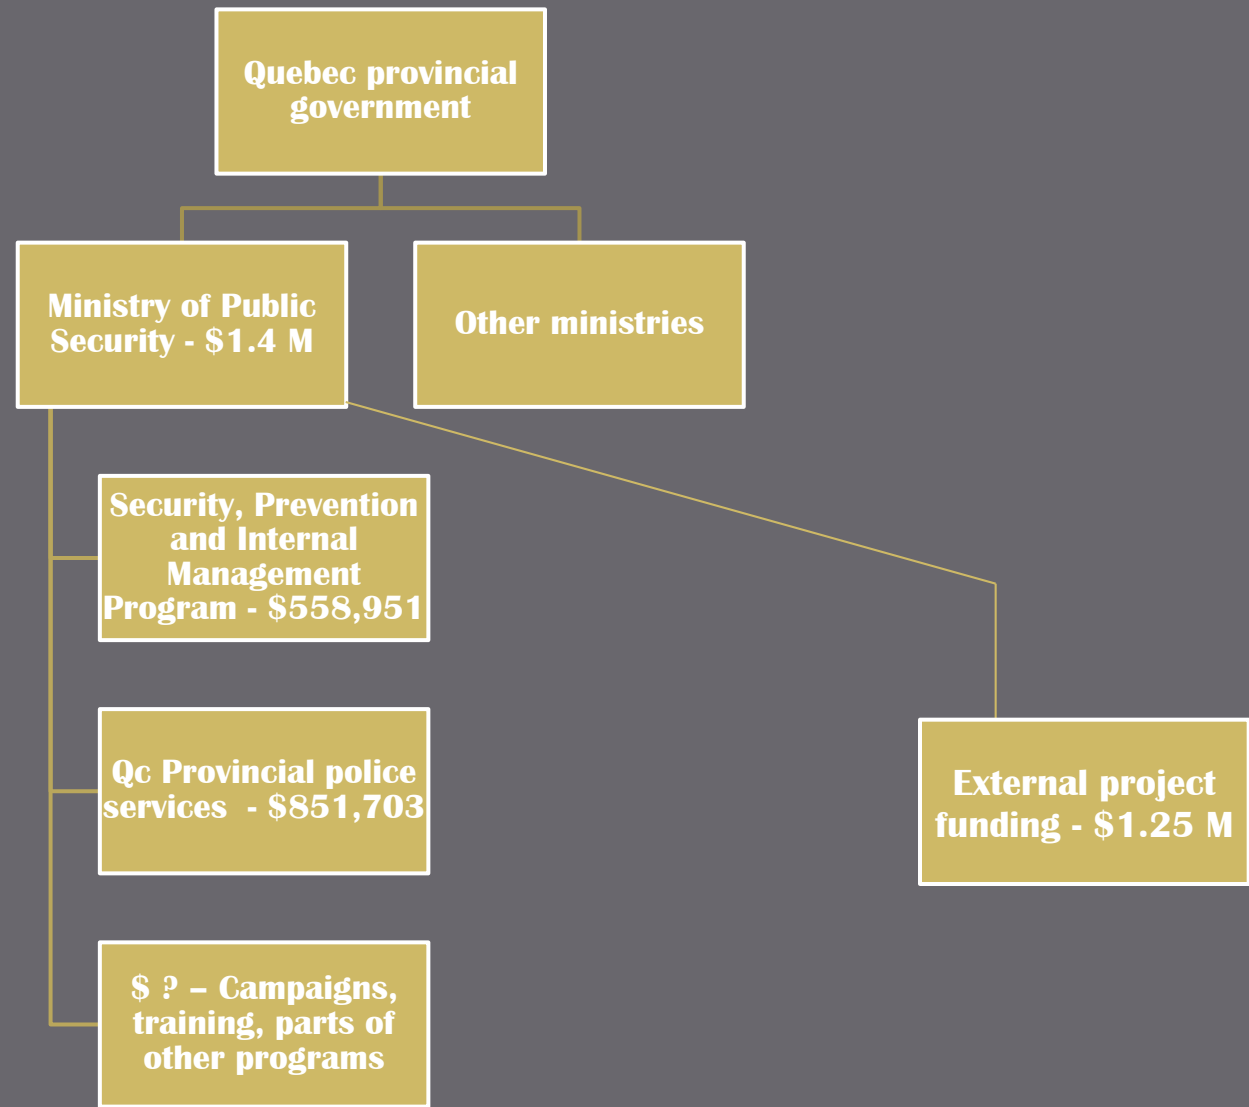 Quebec provincial
government
Ministry of Public
Security - $1.4 M
Other ministries
Security, Prevention
and Internal
Management
Program - $558,951
Qc Provincial police
services  - $851,703
External project
funding - $1.25 M
$ ? – Campaigns,
training, parts of
other programs